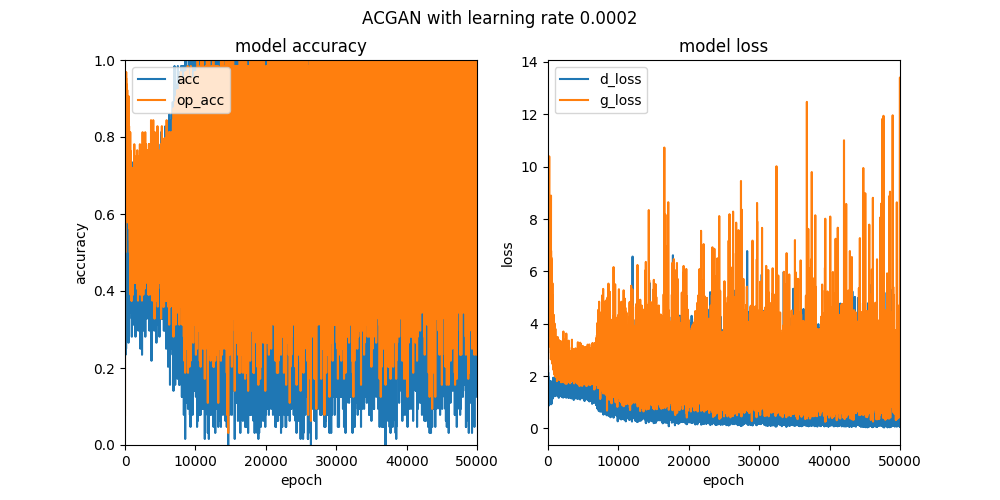 ACGAN with learning rate 0.0002
model accuracy
acc
op_acc
1.0
0.8
0.6
0.4
0.2
0.0
accuracy
0
10000
20000
30000
40000
50000
epoch
model loss
d_loss
g_loss
14
12
10
8
6
4
2
0
loss
0
10000
20000
30000
40000
50000
epoch